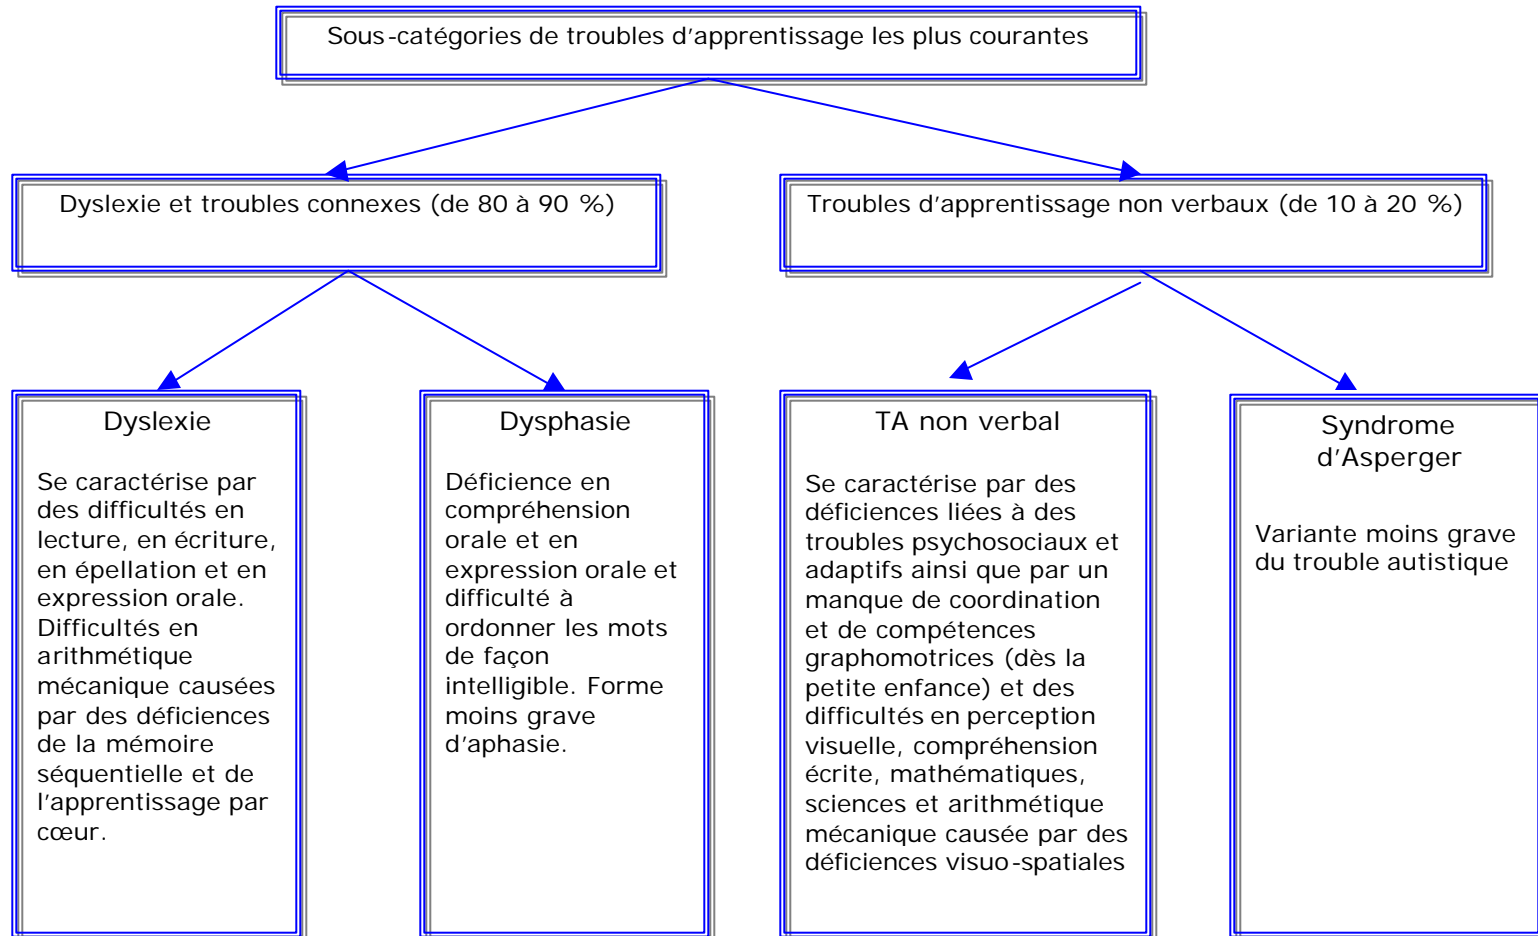 Sous-catégories de troubles d'apprentissage les plus courantes
Dyslexie et troubles connexes (de 80 à 90 %)
Troubles d'apprentissage non verbaux (de 10 à 20 %)
Dyslexie
Se caractérise par
des difficultés en
lecture, en écriture,
en épellation et en
expression orale.
Difficultés en
arithmétique
mécanique causées
par des déficiences
de la mémoire
séquentielle et de
l'apprentissage par
cœur.
Dysphasie
Déficience en
compréhension
orale et en
expression orale et
difficulté à
ordonner les mots
de façon
intelligible. Forme
moins grave
d'aphasie.
TA non verbal
Se caractérise par des
déficiences liées à des
troubles psychosociaux et
adaptifs ainsi que par un
manque de coordination
et de compétences
graphomotrices (dès la
petite enfance) et des
difficultés en perception
visuelle, compréhension
écrite, mathématiques,
sciences et arithmétique
mécanique causée par des
déficiences visuo-spatiales
Syndrome
d'Asperger
Variante moins grave
du trouble autistique